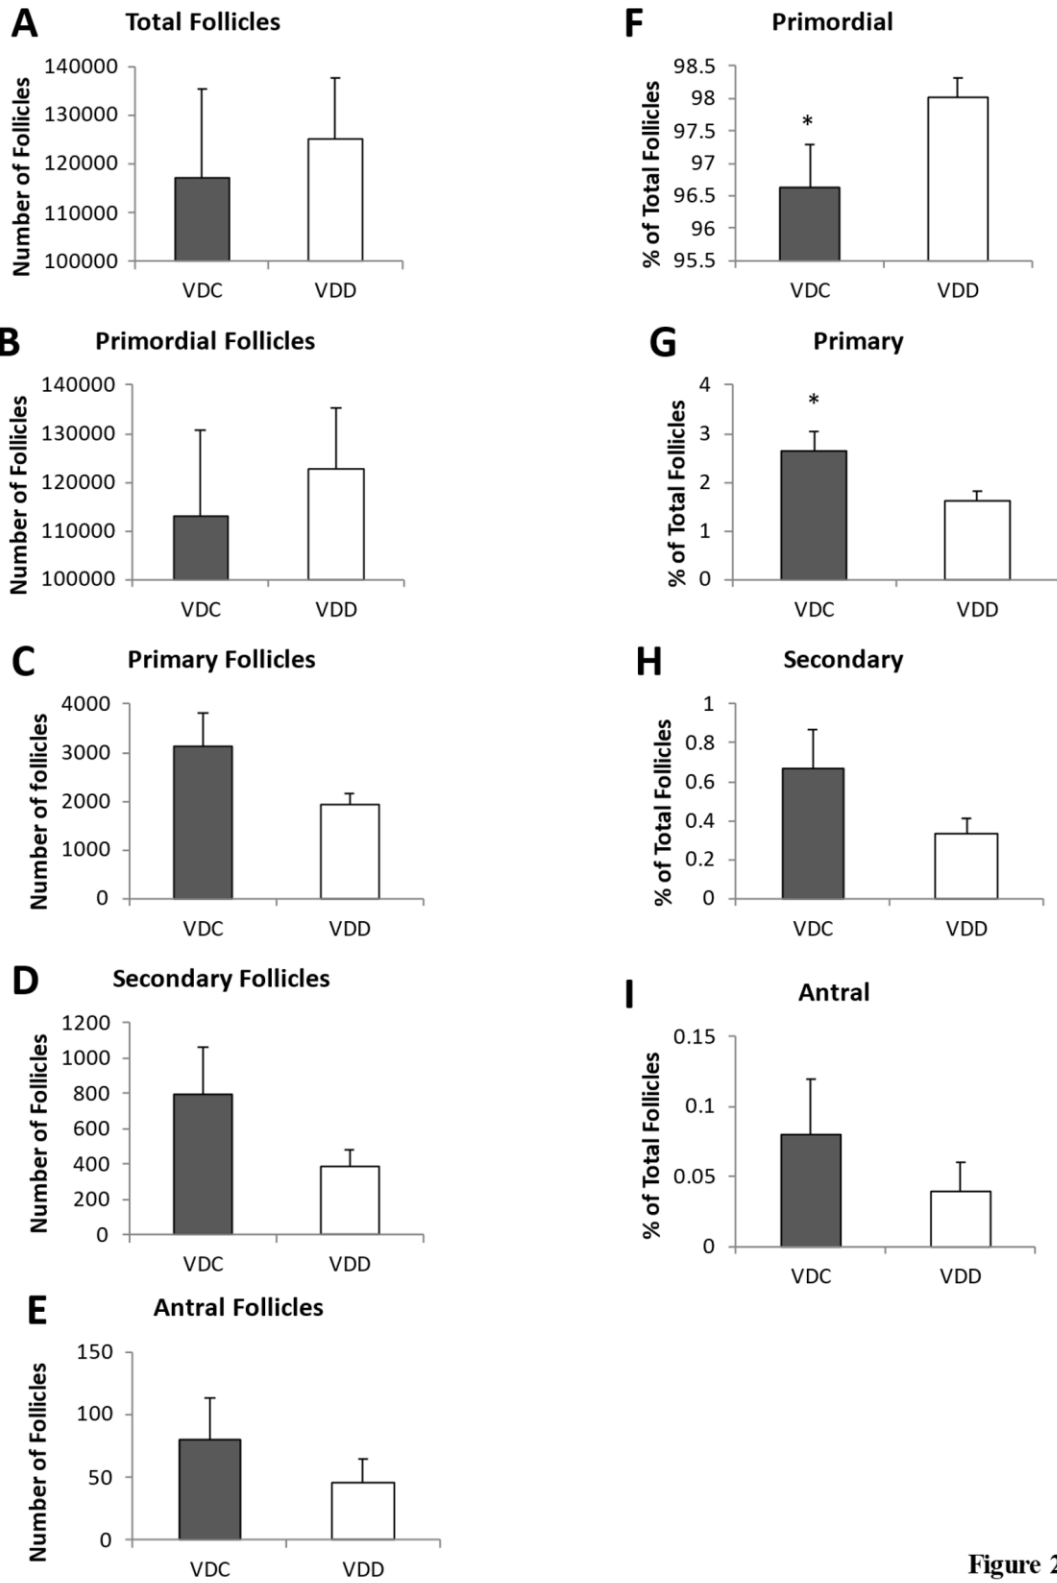 A Total Follicles
Number of Follicles
140000
130000
120000
110000
100000
VDC VDD
B Primordial Follicles
Number of Follicles
140000
130000
120000
110000
100000
VDC VDD
C Primary Follicles
Number of follicles
4000
3000
2000
1000
0
VDC VDD
D Secondary Follicles
Number of Follicles
1200
1000
800
600
400
200
0
VDC VDD
E Antral Follicles
Number of Follicles
150
100
50
0
VDC VDD
F Primordial
% of Total Follicles
98.5
98
97.5
97
96.5
96
95.5
*
VDC VDD
G Primary
% of Total Follicles
4
3
2
1
0
*
VDC VDD
H Secondary
% of Total Follicles
1
0.8
0.6
0.4
0.2
0
VDC VDD
I Antral
% of Total Follicles
0.15
0.1
0.05
0
VDC VDD
Figure 2